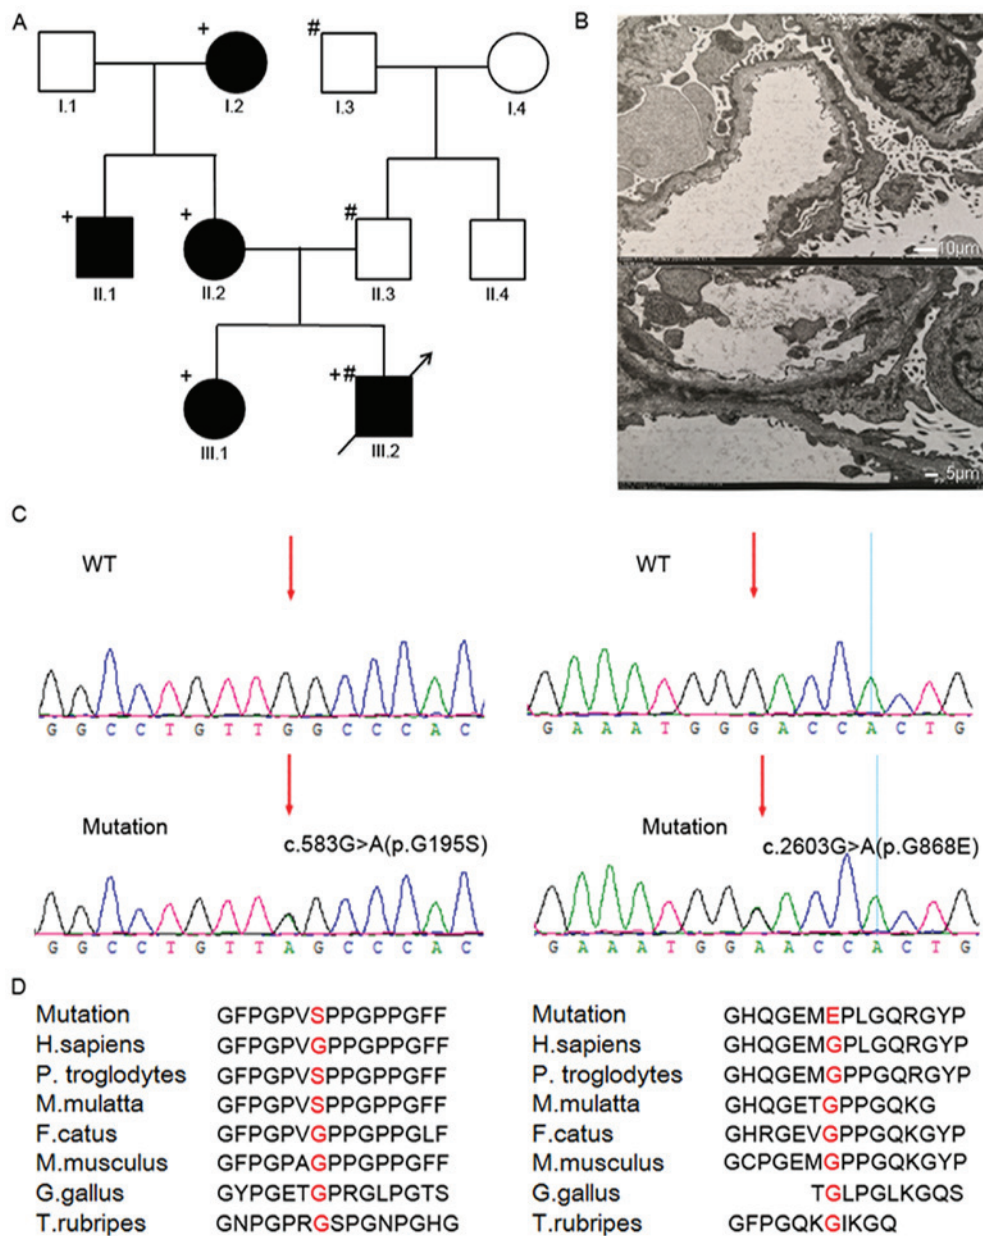 A
+
#
I.1
I.2
I.3
I.4
+
+
#
II.1
II.2
II.3
II.4
+
+#
III.1
III.2
B
10μm
5μm
C
WT
WT
G G C C T G T T G G C C C A C
G A A A T G G G A C C A C T G
Mutation
c.583G>A(p.G195S)
Mutation
c.2603G>A(p.G868E)
G G C C T G T T A G C C C A C
G A A A T G G A A C C A C T G
D
Mutation GFPGPVSPPGPPGFF
H.sapiens GFPGPVGPPGPPGFF
P. troglodytes GFPGPVSPPGPPGFF
M.mulatta GFPGPVSPPGPPGFF
F.catus GFPGPVGPPGPPGLF
M.musculus GFPGPAGPPGPPGFF
G.gallus GYPGETGPRGLPGTS
T.rubripes GNPGPRGSPGNPGHG
Mutation GHQGEMEPLGQRGYP
H.sapiens GHQGEMGPLGQRGYP
P. troglodytes GHQGEMGPPGQRGYP
M.mulatta GHQGETGPPGQKG
F.catus GHRGEVGPPGQKGYP
M.musculus GCPGEMGPPGQKGYP
G.gallus TGLPGLKGQS
T.rubripes GFPGQKGIKGQ